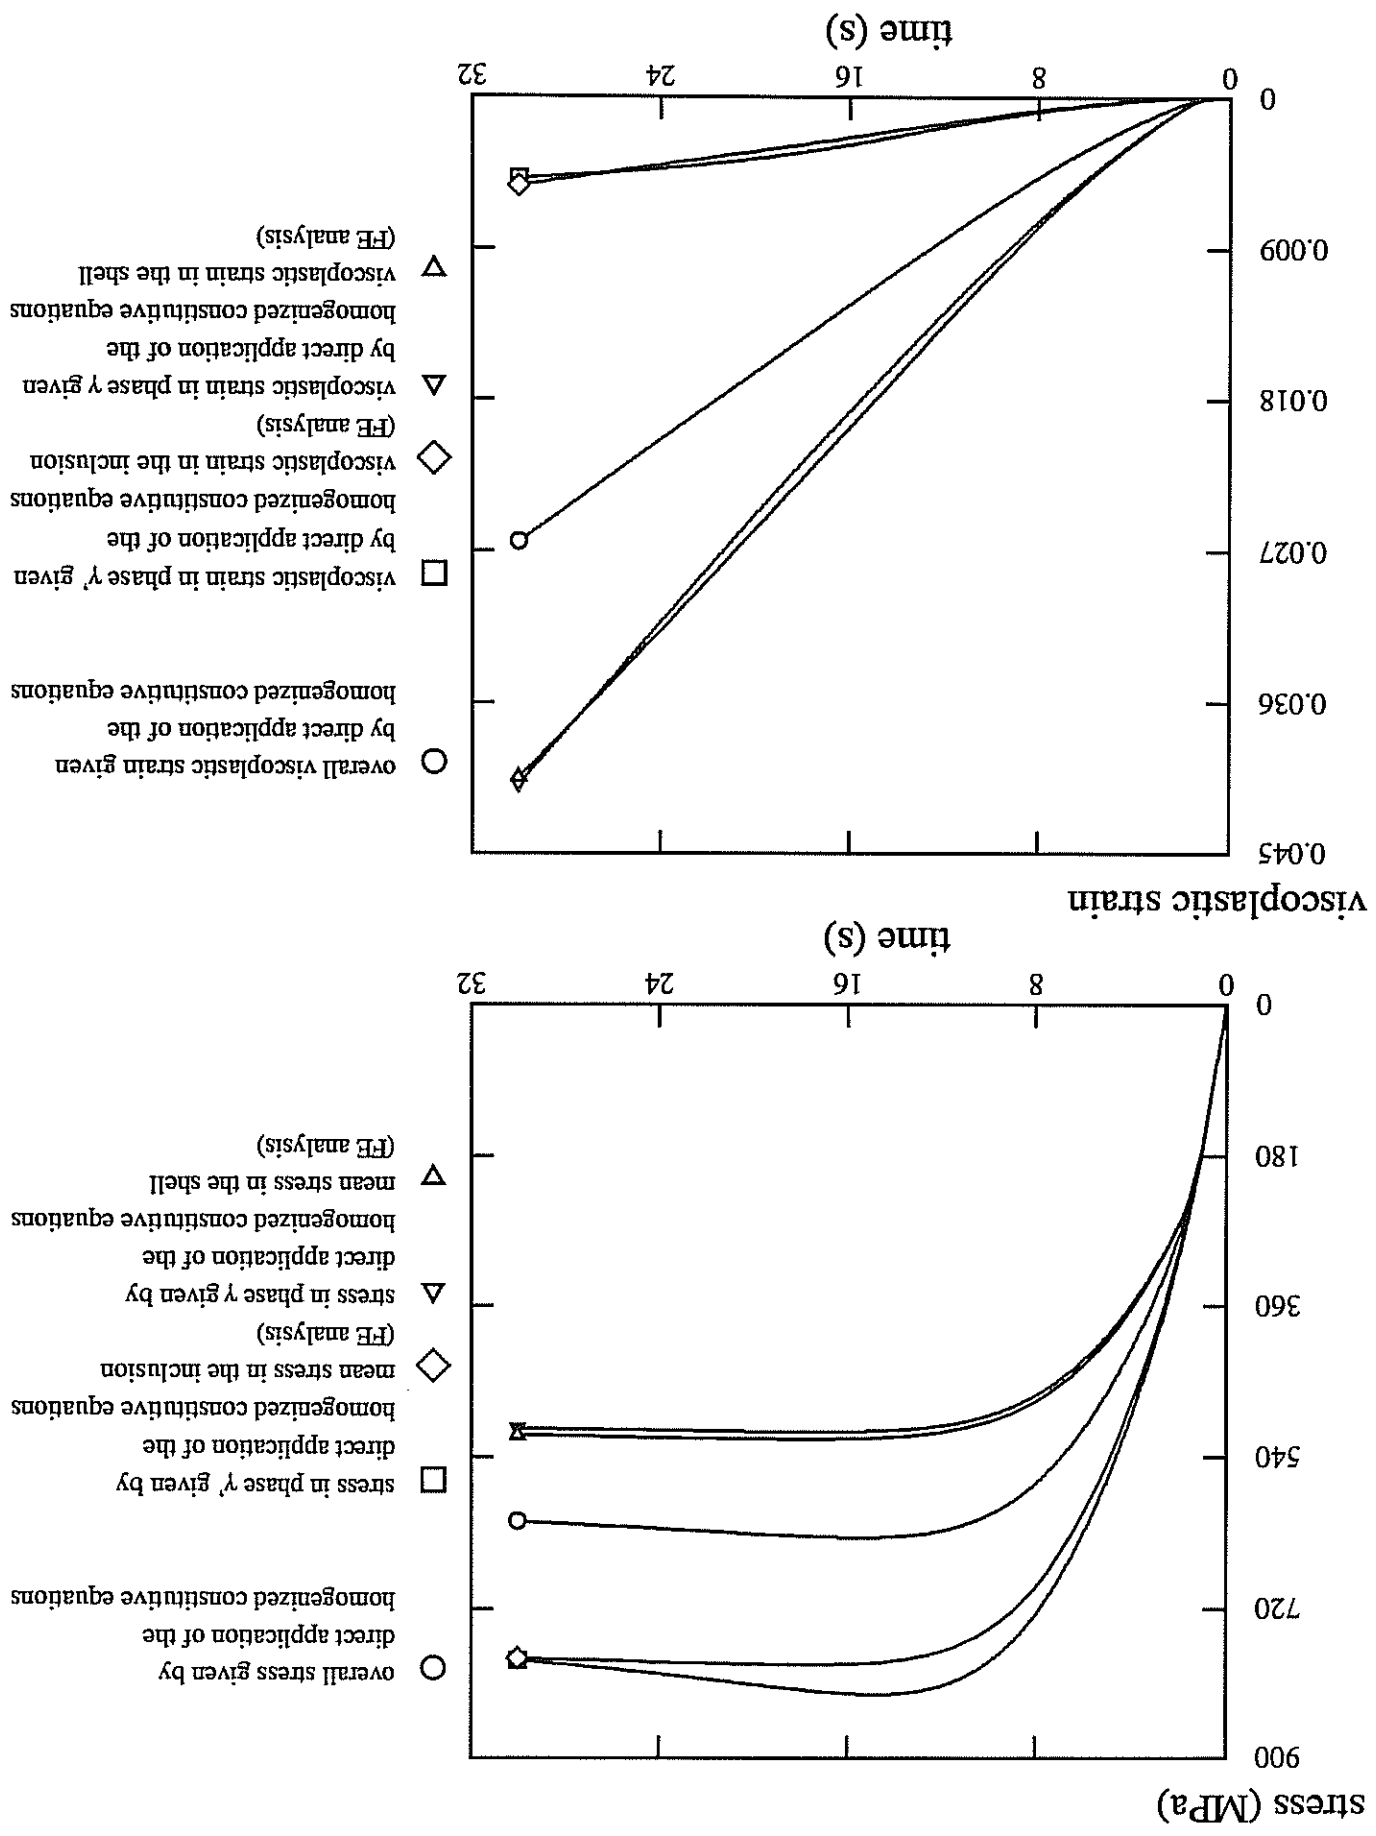 stress (MPa)
900
720
540
360
180
0
0 8 16 24 32
time (s)
overall stress given by
direct application of the
homogenized constitutive equations
stress in phase γ' given by
direct application of the
homogenized constitutive equations
mean stress in the inclusion
(FE analysis)
stress in phase γ given by
direct application of the
homogenized constitutive equations
mean stress in the shell
(FE analysis)
viscoplastic strain
0.045
0.036
0.027
0.018
0.009
0
0 8 16 24 32
time (s)
overall viscoplastic strain given
by direct application of the
homogenized constitutive equations
viscoplastic strain in phase γ' given
by direct application of the
homogenized constitutive equations
viscoplastic strain in the inclusion
(FE analysis)
viscoplastic strain in phase γ given
by direct application of the
homogenized constitutive equations
viscoplastic strain in the shell
(FE analysis)